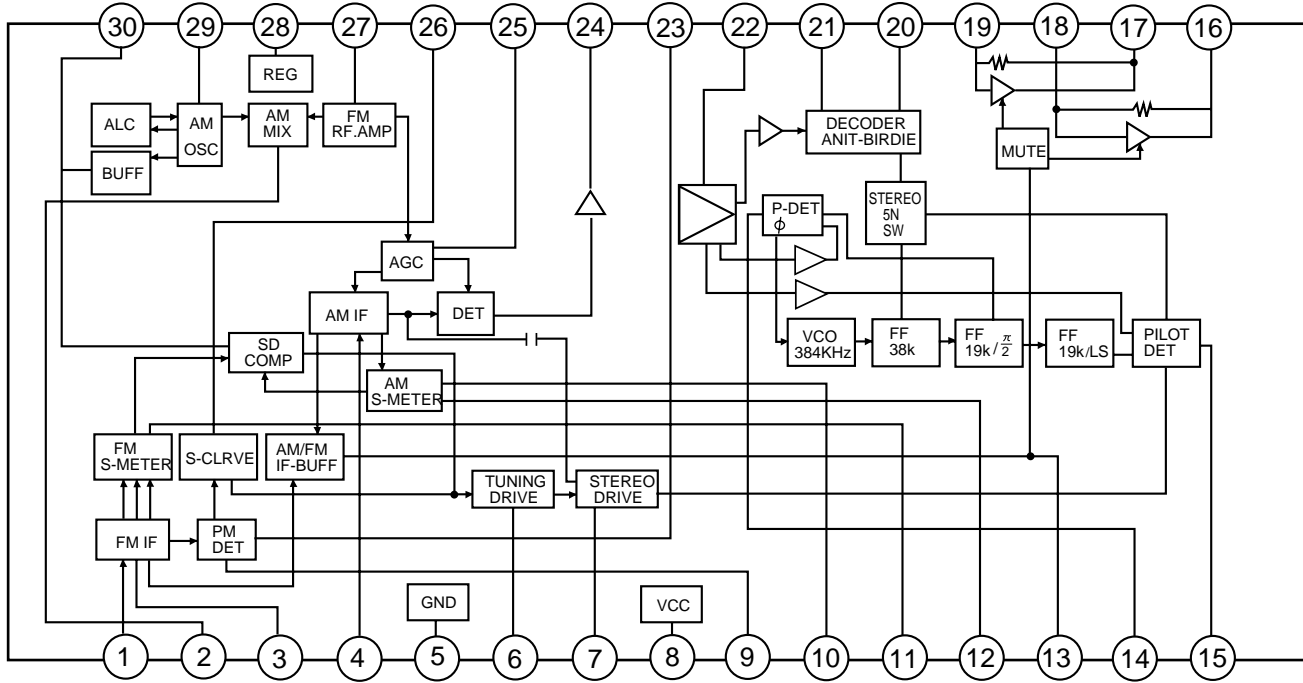 30 29 28 27 26 25 24 23 22 21 20 19 18 17 16
REG
ALC
AM
OSC
AM
MIX
FM
RF.AMP
BUFF
DECODER
ANIT-BIRDIE
MUTE
STEREO
5N
SW
P-DET
ϕ
AGC
AM IF
DET
SD
COMP
VCO
384KHz
FF
38k
FF
19k/π/2
FF
19k/LS
PILOT
DET
AM
S-METER
FM
S-METER
S-CLRVE
AM/FM
IF-BUFF
TUNING
DRIVE
STEREO
DRIVE
FM IF
PM
DET
GND
VCC
1 2 3 4 5 6 7 8 9 10 11 12 13 14 15